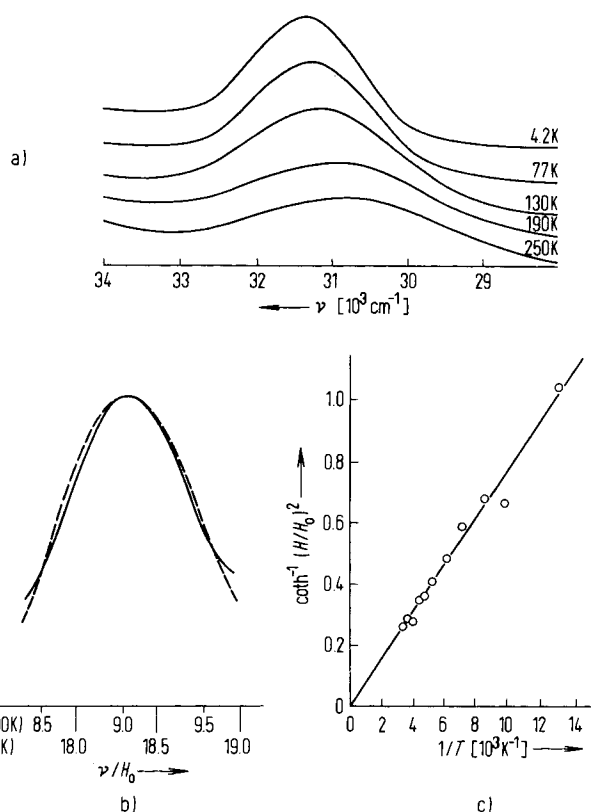 a)
4.2K
77K
130K
190K
250K
34 33 32 31 30 29
ν [10³cm⁻¹]
0K) 8.5 9.0 9.5
K) 18.0 18.5 19.0
ν/H₀
b)
coth⁻¹ (H/H₀)²
1.0
0.8
0.6
0.4
0.2
0
0 2 4 6 8 10 12 14
1/T [10³K⁻¹]
c)